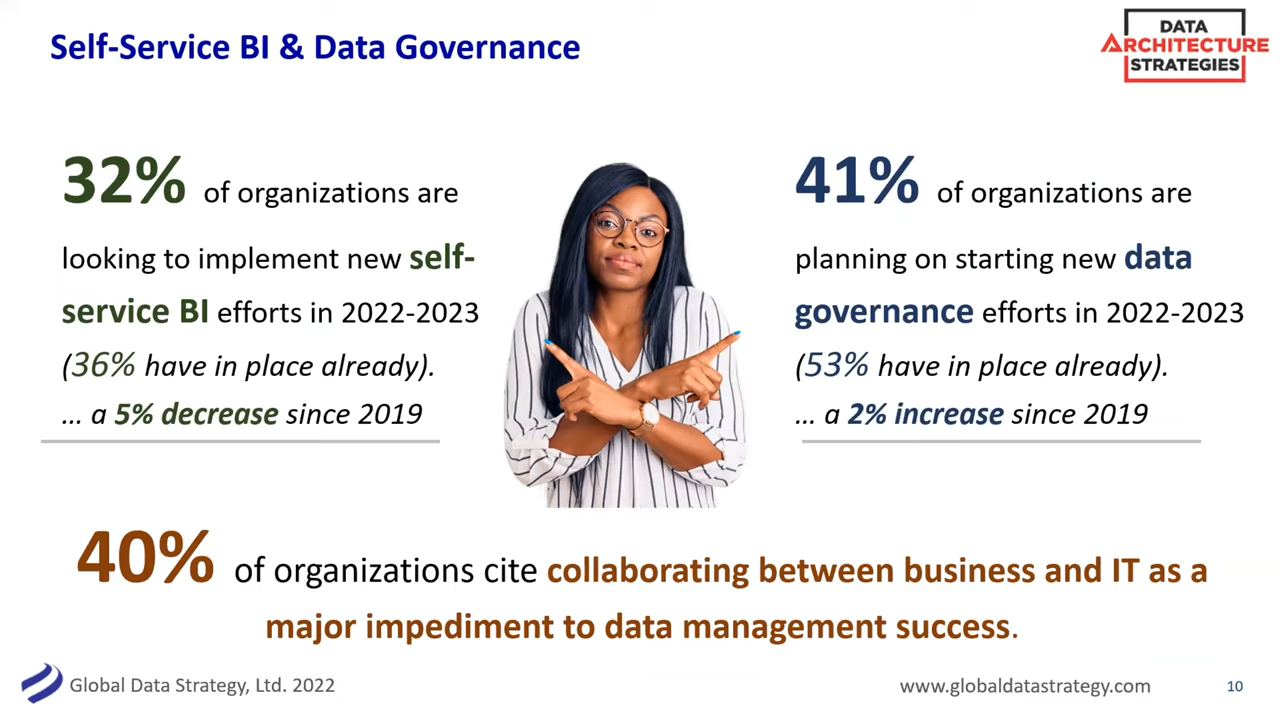 Self-Service BI & Data Governance
DATA
ARCHITECTURE
STRATEGIES
32% of organizations are
looking to implement new self-
service BI efforts in 2022-2023
(36% have in place already).
... a 5% decrease since 2019
41% of organizations are
planning on starting new data
governance efforts in 2022-2023
(53% have in place already).
... a 2% increase since 2019
40% of organizations cite collaborating between business and IT as a
major impediment to data management success.
Global Data Strategy, Ltd. 2022
www.globaldatastrategy.com
10